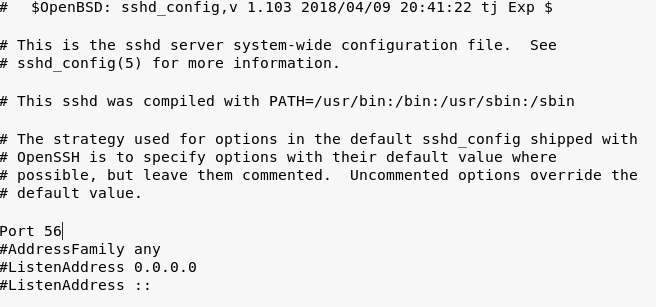 #	$OpenBSD: sshd_config,v 1.103 2018/04/09 20:41:22 tj Exp $
# This is the sshd server system-wide configuration file.  See
# sshd_config(5) for more information.
# This sshd was compiled with PATH=/usr/bin:/bin:/usr/sbin:/sbin
# The strategy used for options in the default sshd_config shipped with
# OpenSSH is to specify options with their default value where
# possible, but leave them commented.  Uncommented options override the
# default value.
Port 56
#AddressFamily any
#ListenAddress 0.0.0.0
#ListenAddress ::